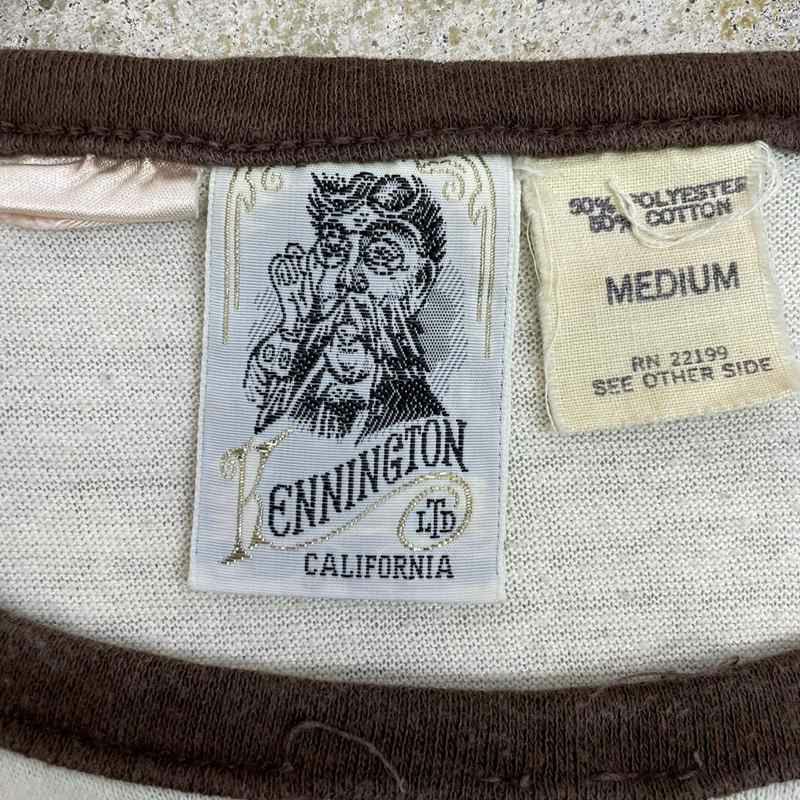 KENNINGTON
LTD
CALIFORNIA
50% POLYESTER
50% COTTON
MEDIUM
RN 22199
SEE OTHER SIDE